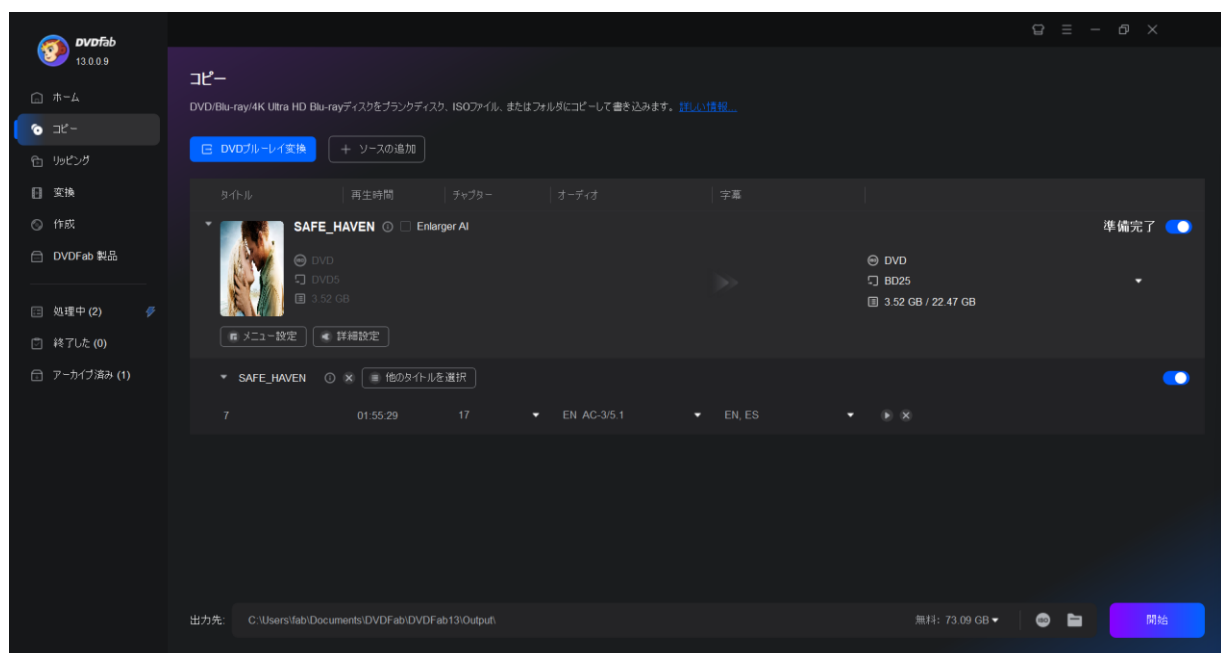 DVDFab
13.0.0.9
ホーム
コピー
リッピング
変換
作成
DVDFab 製品
処理中 (2)
終了した (0)
アーカイブ済み (1)
コピー
DVD/Blu-ray/4K Ultra HD Blu-rayディスクをブランクディスク、ISOファイル、またはフォルダにコピーして書き込みます。 詳しい情報...
DVDブルーレイ変換 + ソースの追加
タイトル 再生時間 チャプター オーディオ 字幕
SAFE_HAVEN Enlarger AI 準備完了
DVD DVD
DVD5 BD25
3.52 GB 3.52 GB / 22.47 GB
メニュー設定 詳細設定
SAFE_HAVEN 他のタイトルを選択
7 01:55:29 17 EN AC-3/5.1 EN, ES
出力先: C:\Users\fab\Documents\DVDFab\DVDFab13\Output\ 無料: 73.09 GB ISO 開始